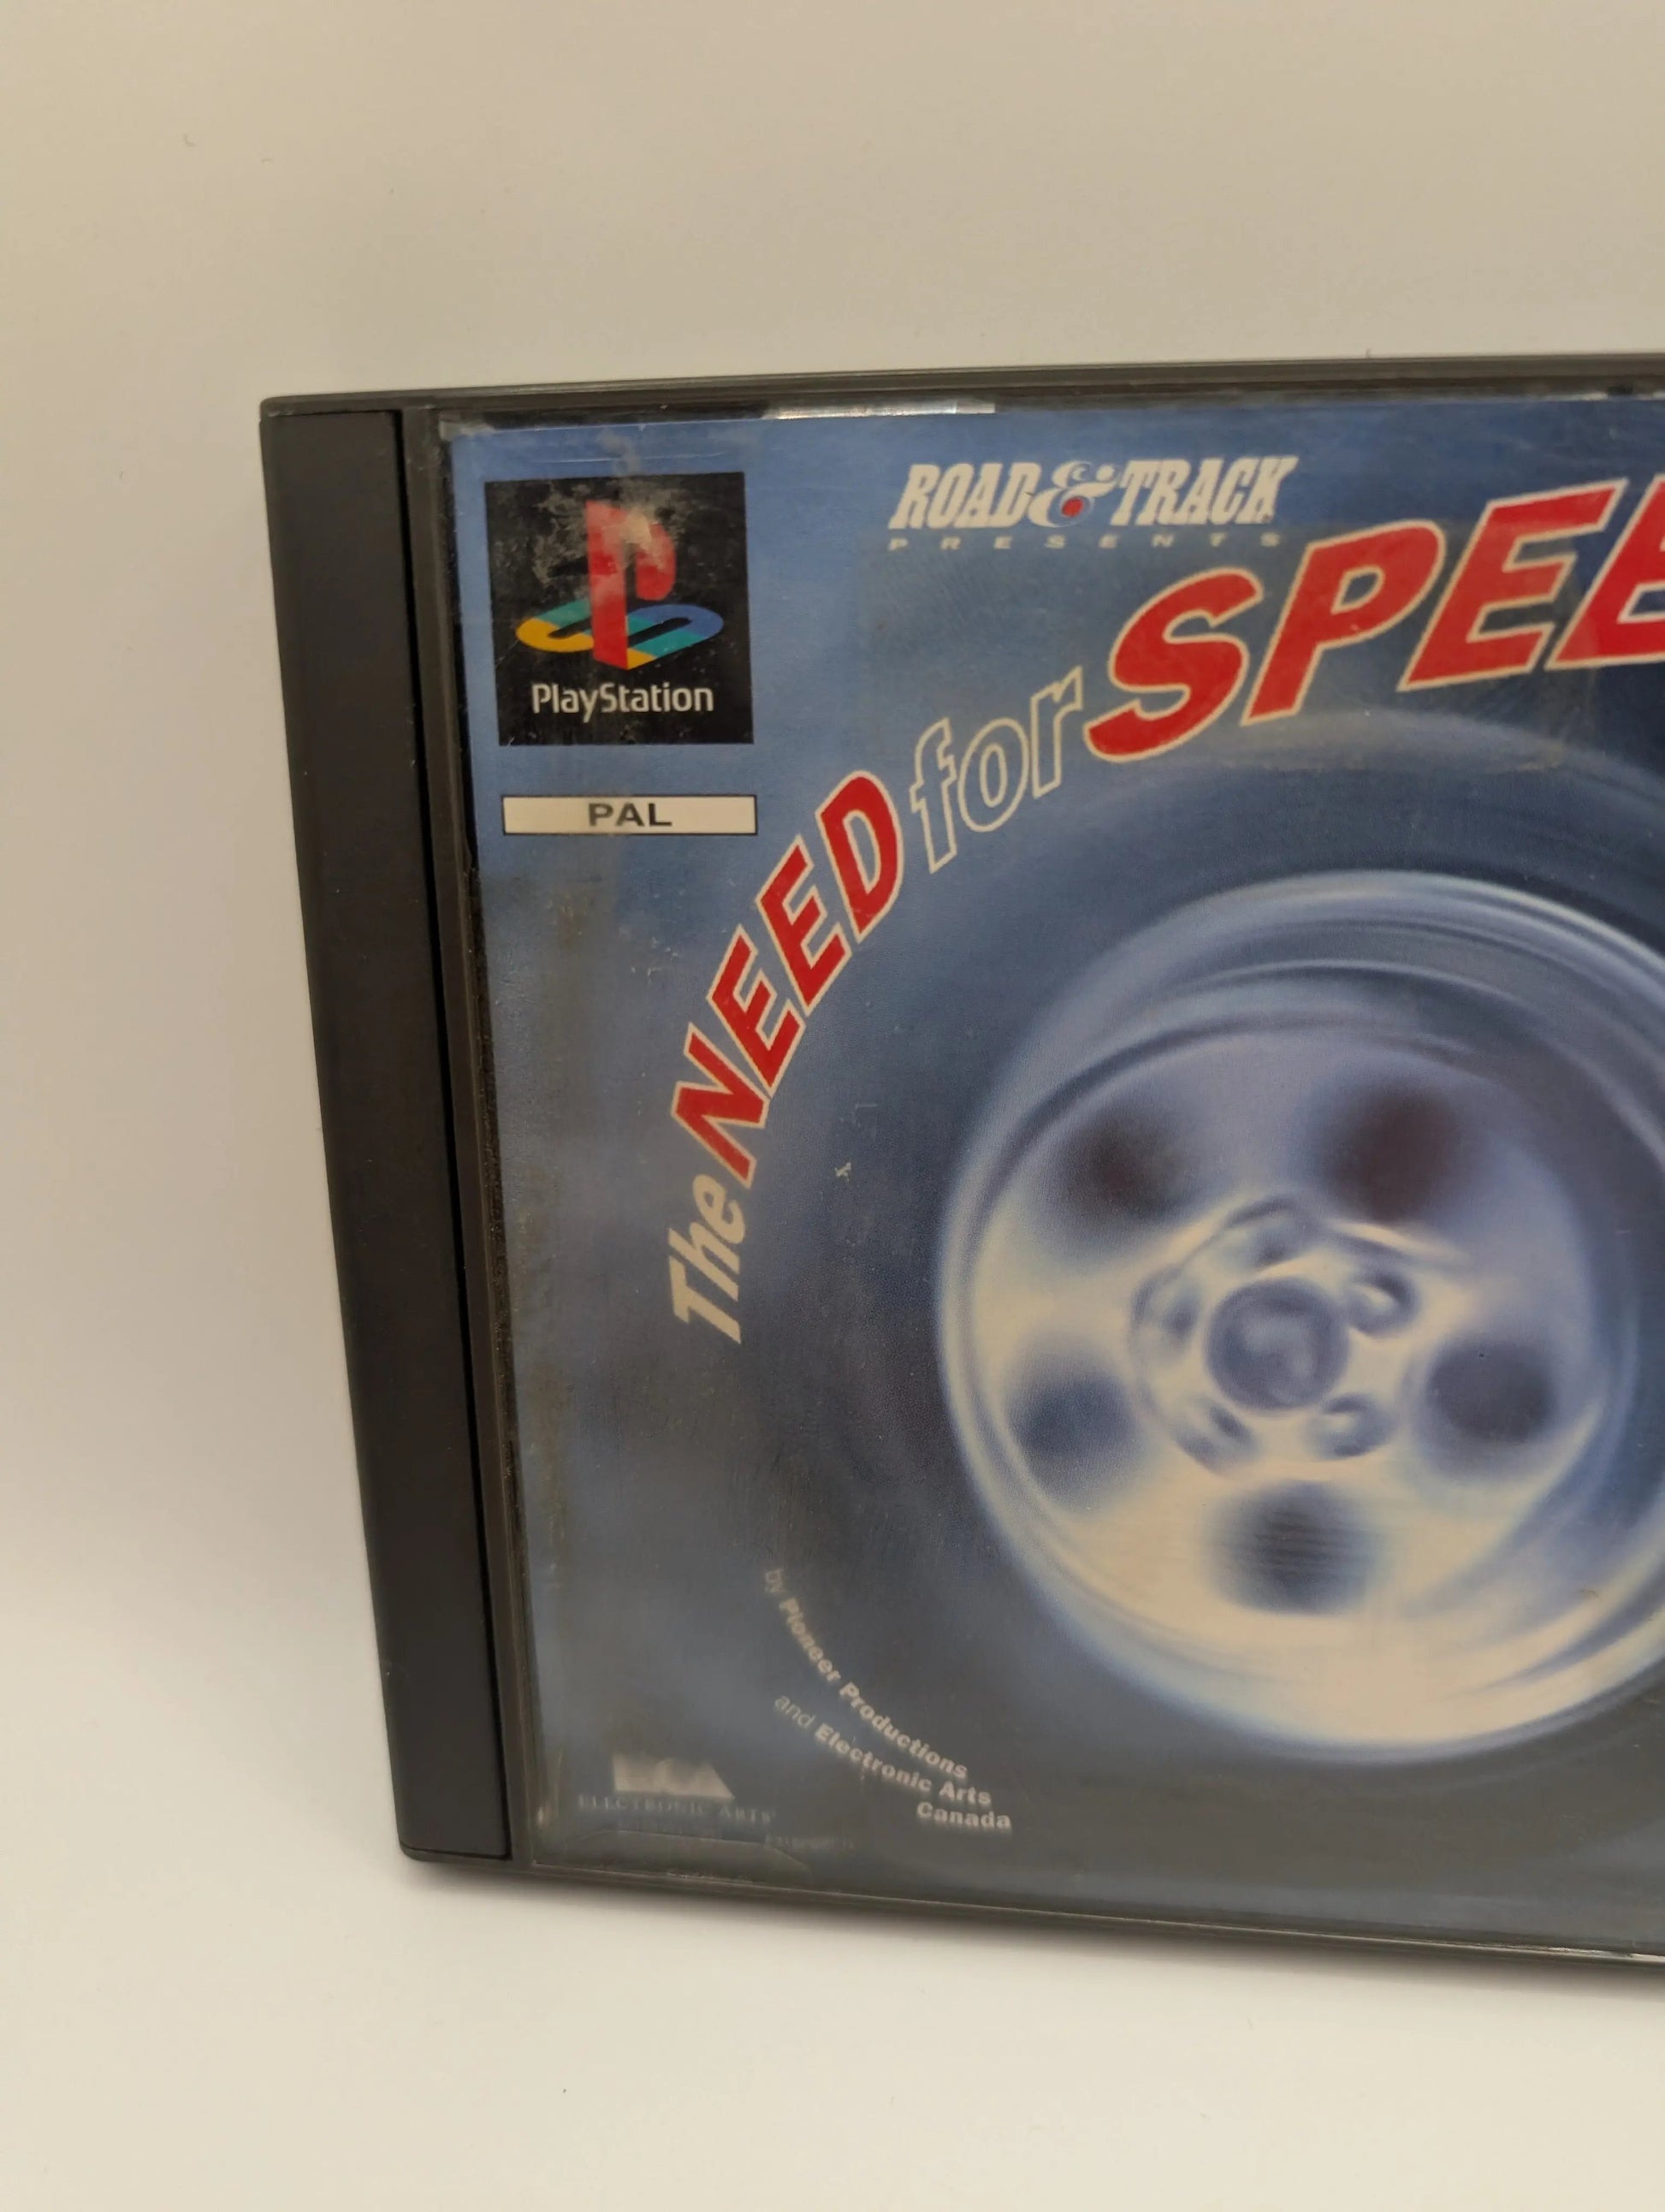 ROAD & TRACK
PRESENTS
The NEED for SPEE
PlayStation
PAL
by Pioneer Productions
and Electronic Arts
Canada
ELECTRONIC ARTS